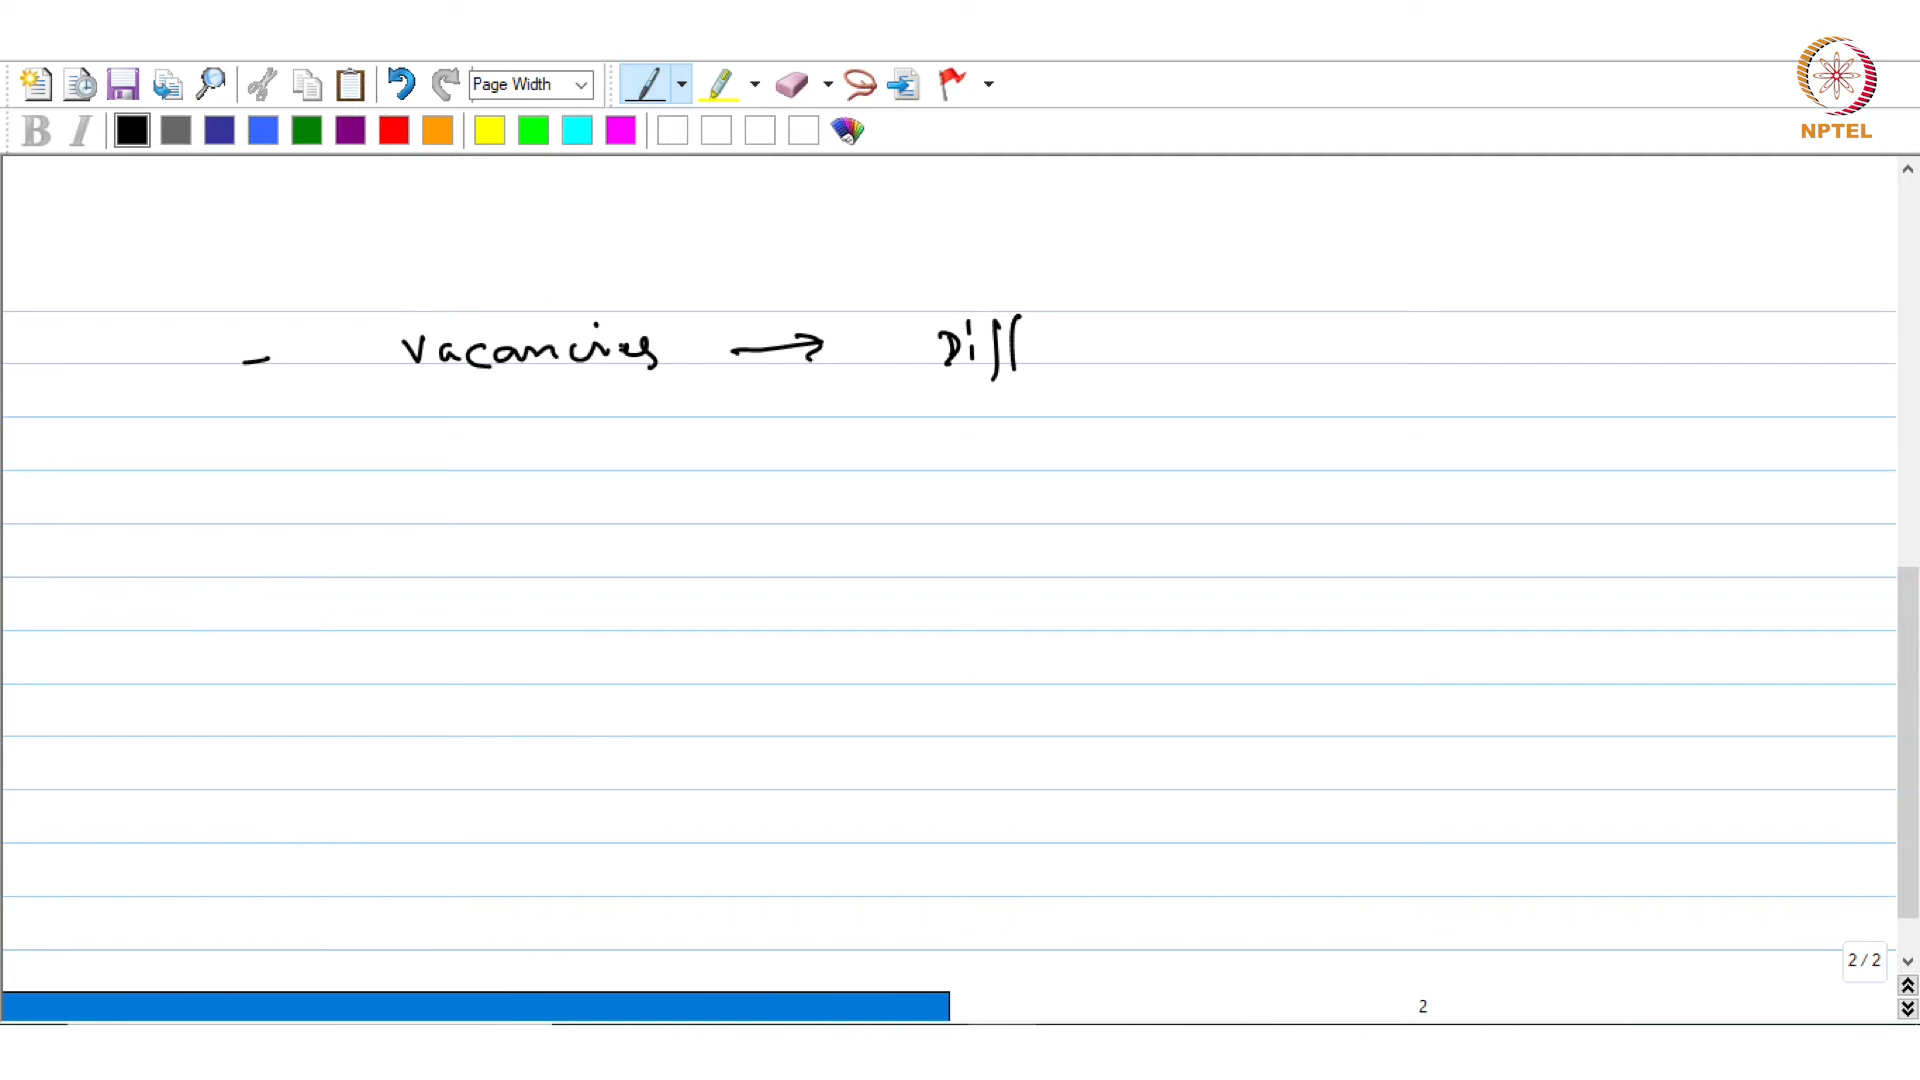 Page Width
NPTEL
B I
- vacancies → Diff
2 / 2
2